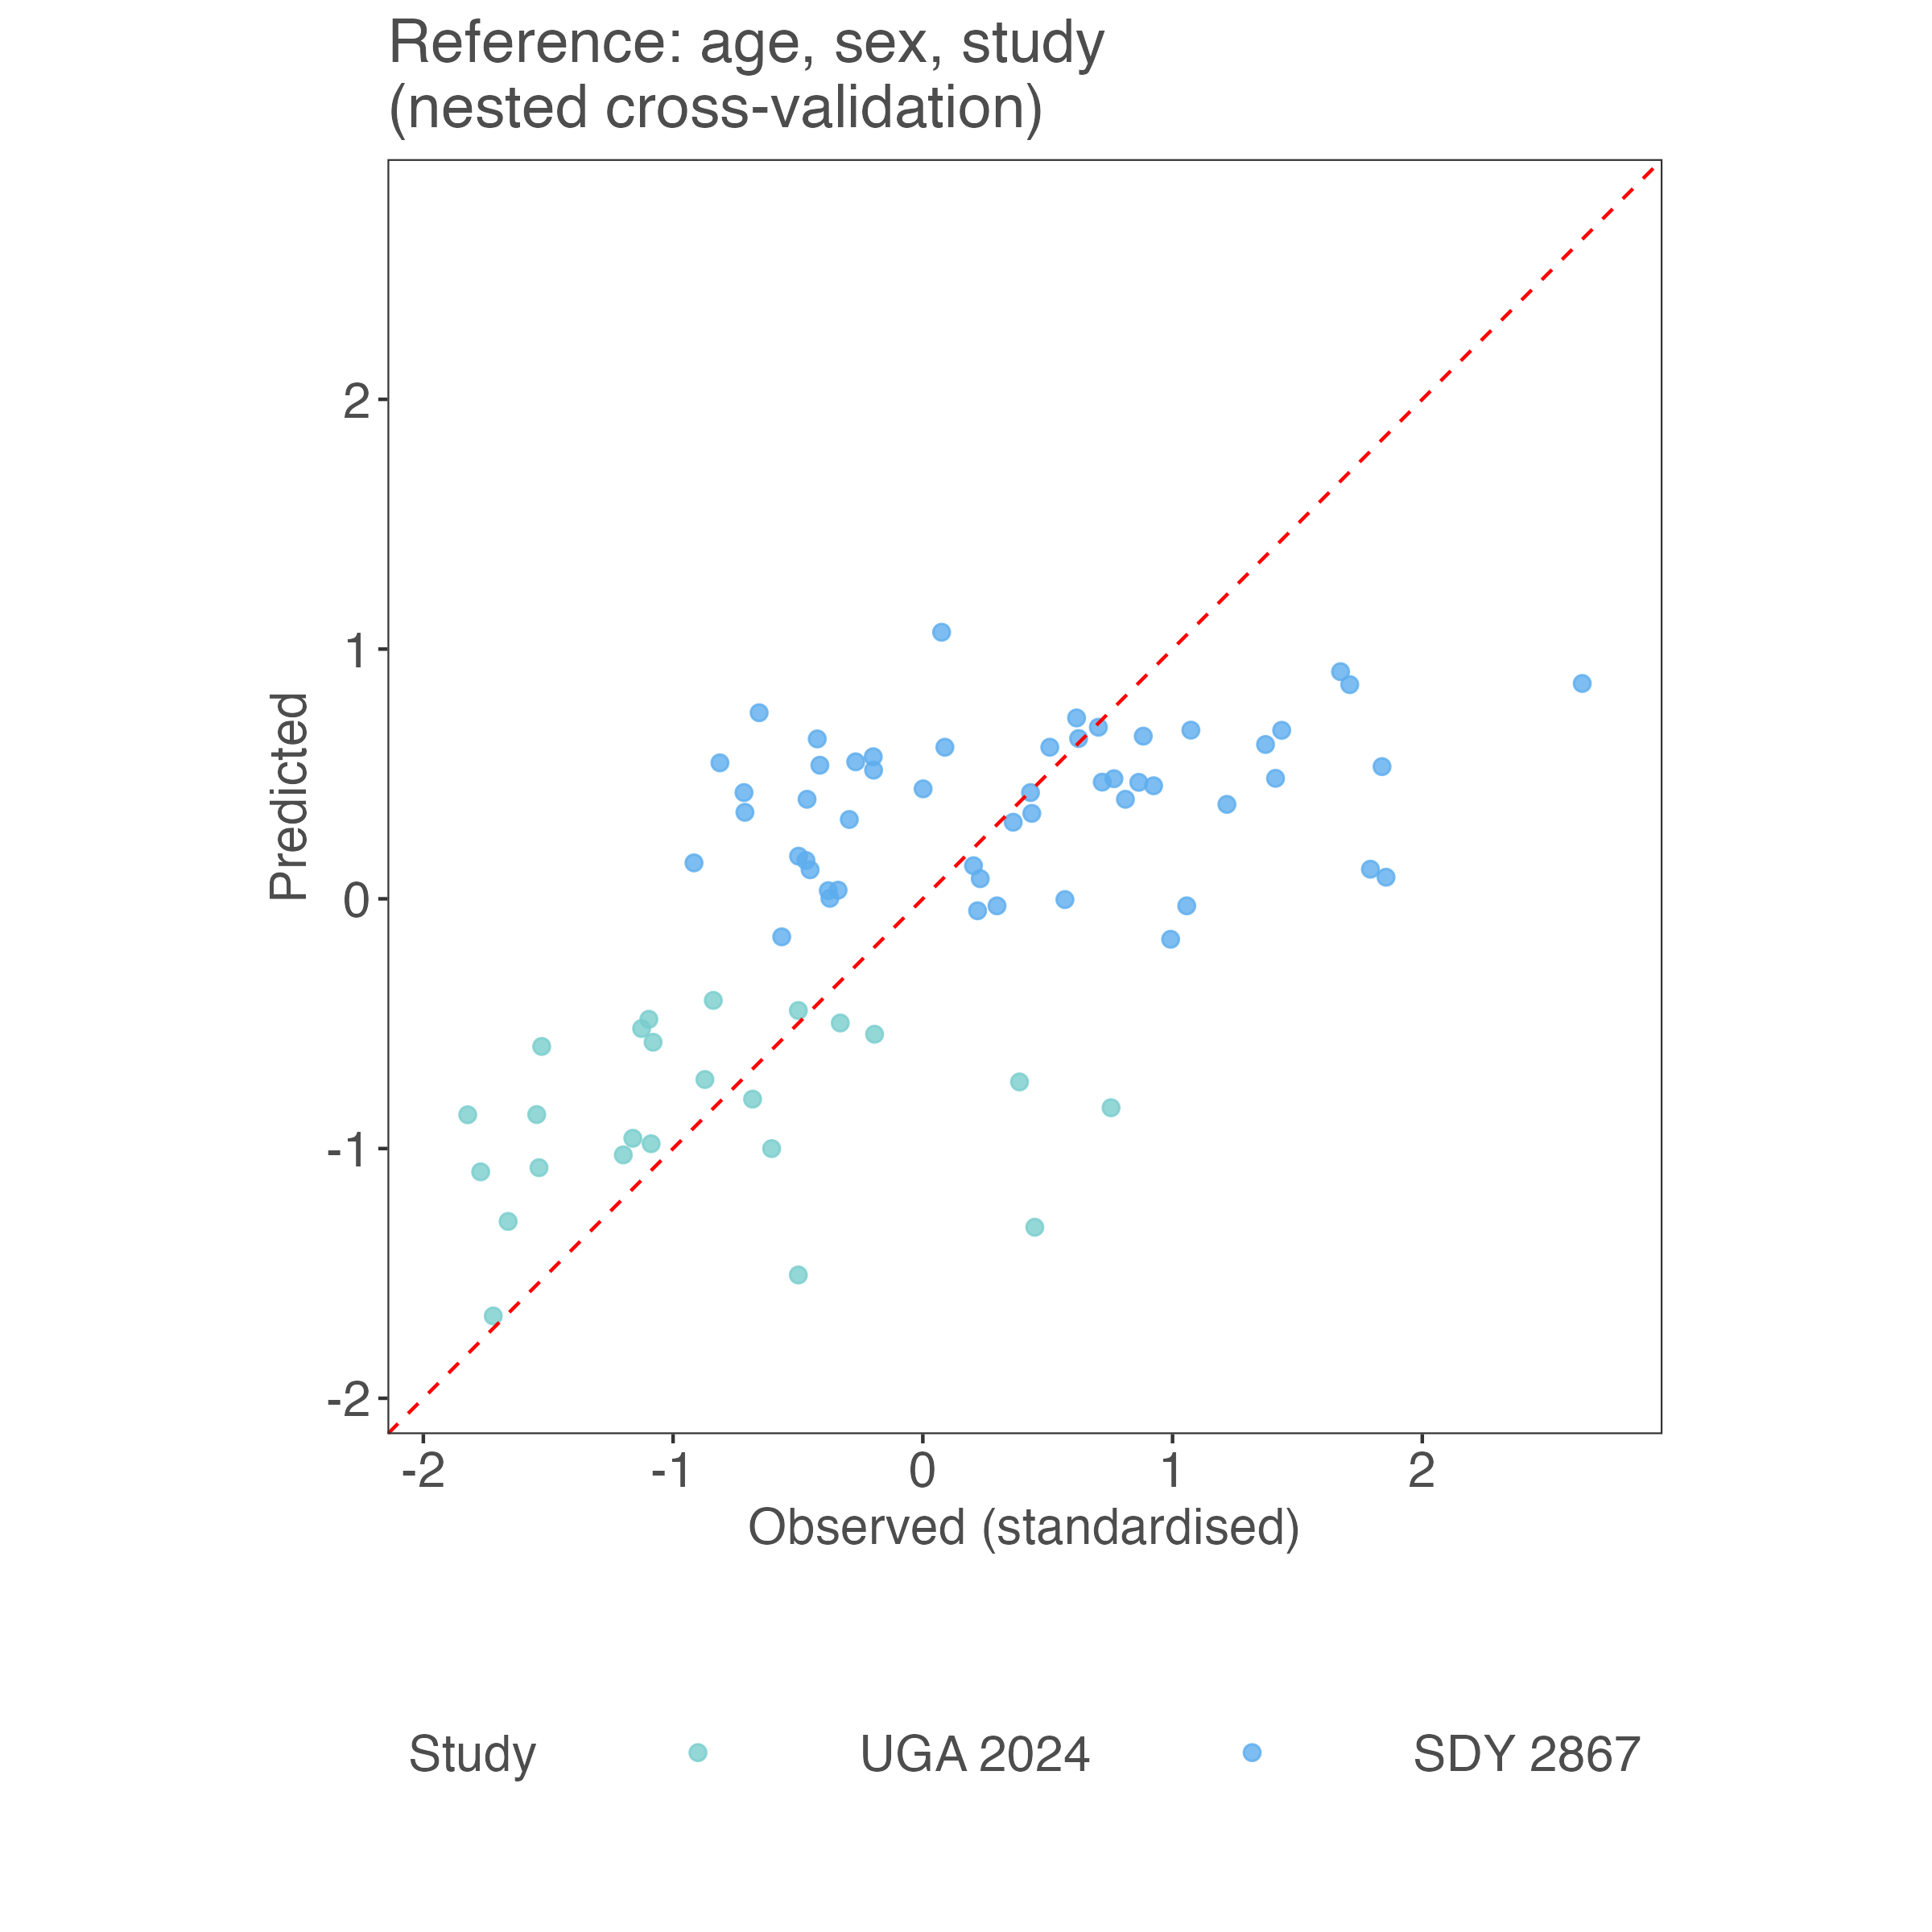 Reference: age, sex, study
(nested cross-validation)
2
1
0
-1
-2
Predicted
-2
-1
0
1
2
Observed (standardised)
Study
UGA 2024
SDY 2867